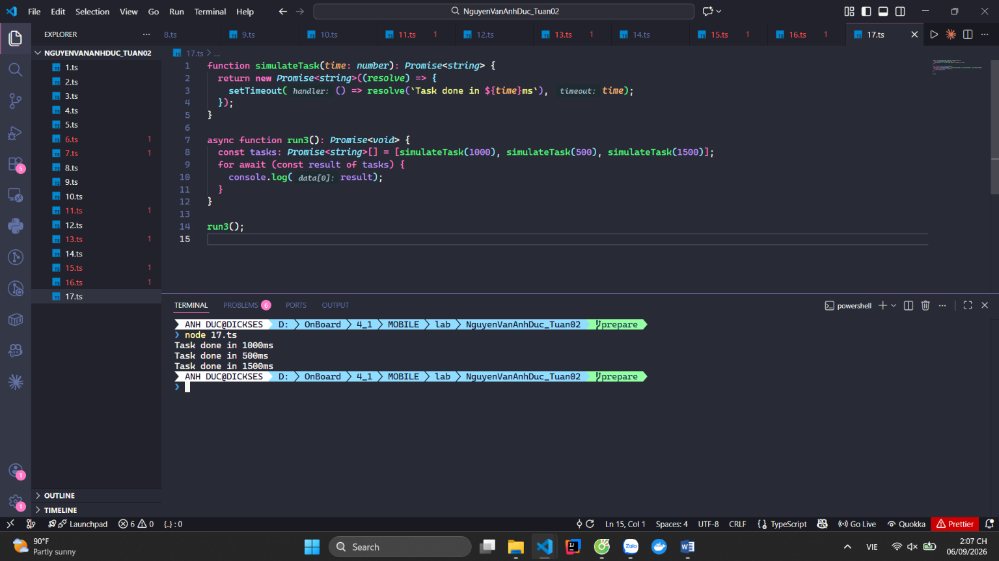 File Edit Selection View Go Run Terminal Help NguyenVanAnhDuc_Tuan02
EXPLORER 8.ts 9.ts 10.ts 11.ts 1 12.ts 13.ts 1 14.ts 15.ts 1 16.ts 1 17.ts
NGUYENVANANHDUC_TUAN02
1.ts
2.ts
3.ts
4.ts
5.ts
6.ts 1
7.ts 1
8.ts
9.ts
10.ts
11.ts 1
12.ts
13.ts 1
14.ts
15.ts 1
16.ts 1
17.ts
OUTLINE
TIMELINE
5
1
1
17.ts > ...
1 function simulateTask(time: number): Promise<string> {
2 return new Promise<string>((resolve) => {
3 setTimeout( handler: () => resolve(`Task done in ${time}ms`), timeout: time);
4 });
5 }
6
7 async function run3(): Promise<void> {
8 const tasks: Promise<string>[] = [simulateTask(1000), simulateTask(500), simulateTask(1500)];
9 for await (const result of tasks) {
10 console.log( data[0]: result);
11 }
12 }
13
14 run3();
15
TERMINAL PROBLEMS 6 PORTS OUTPUT powershell
ANH DUC@DICKSES D: OnBoard 4_1 MOBILE lab NguyenVanAnhDuc_Tuan02 prepare
❯ node 17.ts
Task done in 1000ms
Task done in 500ms
Task done in 1500ms
ANH DUC@DICKSES D: OnBoard 4_1 MOBILE lab NguyenVanAnhDuc_Tuan02 prepare
❯
Launchpad 6 0 {..} : 0 Ln 15, Col 1 Spaces: 4 UTF-8 CRLF TypeScript Go Live Quokka Prettier
90°F
Partly sunny
Search
Zalo
VIE
2:07 CH
06/09/2026